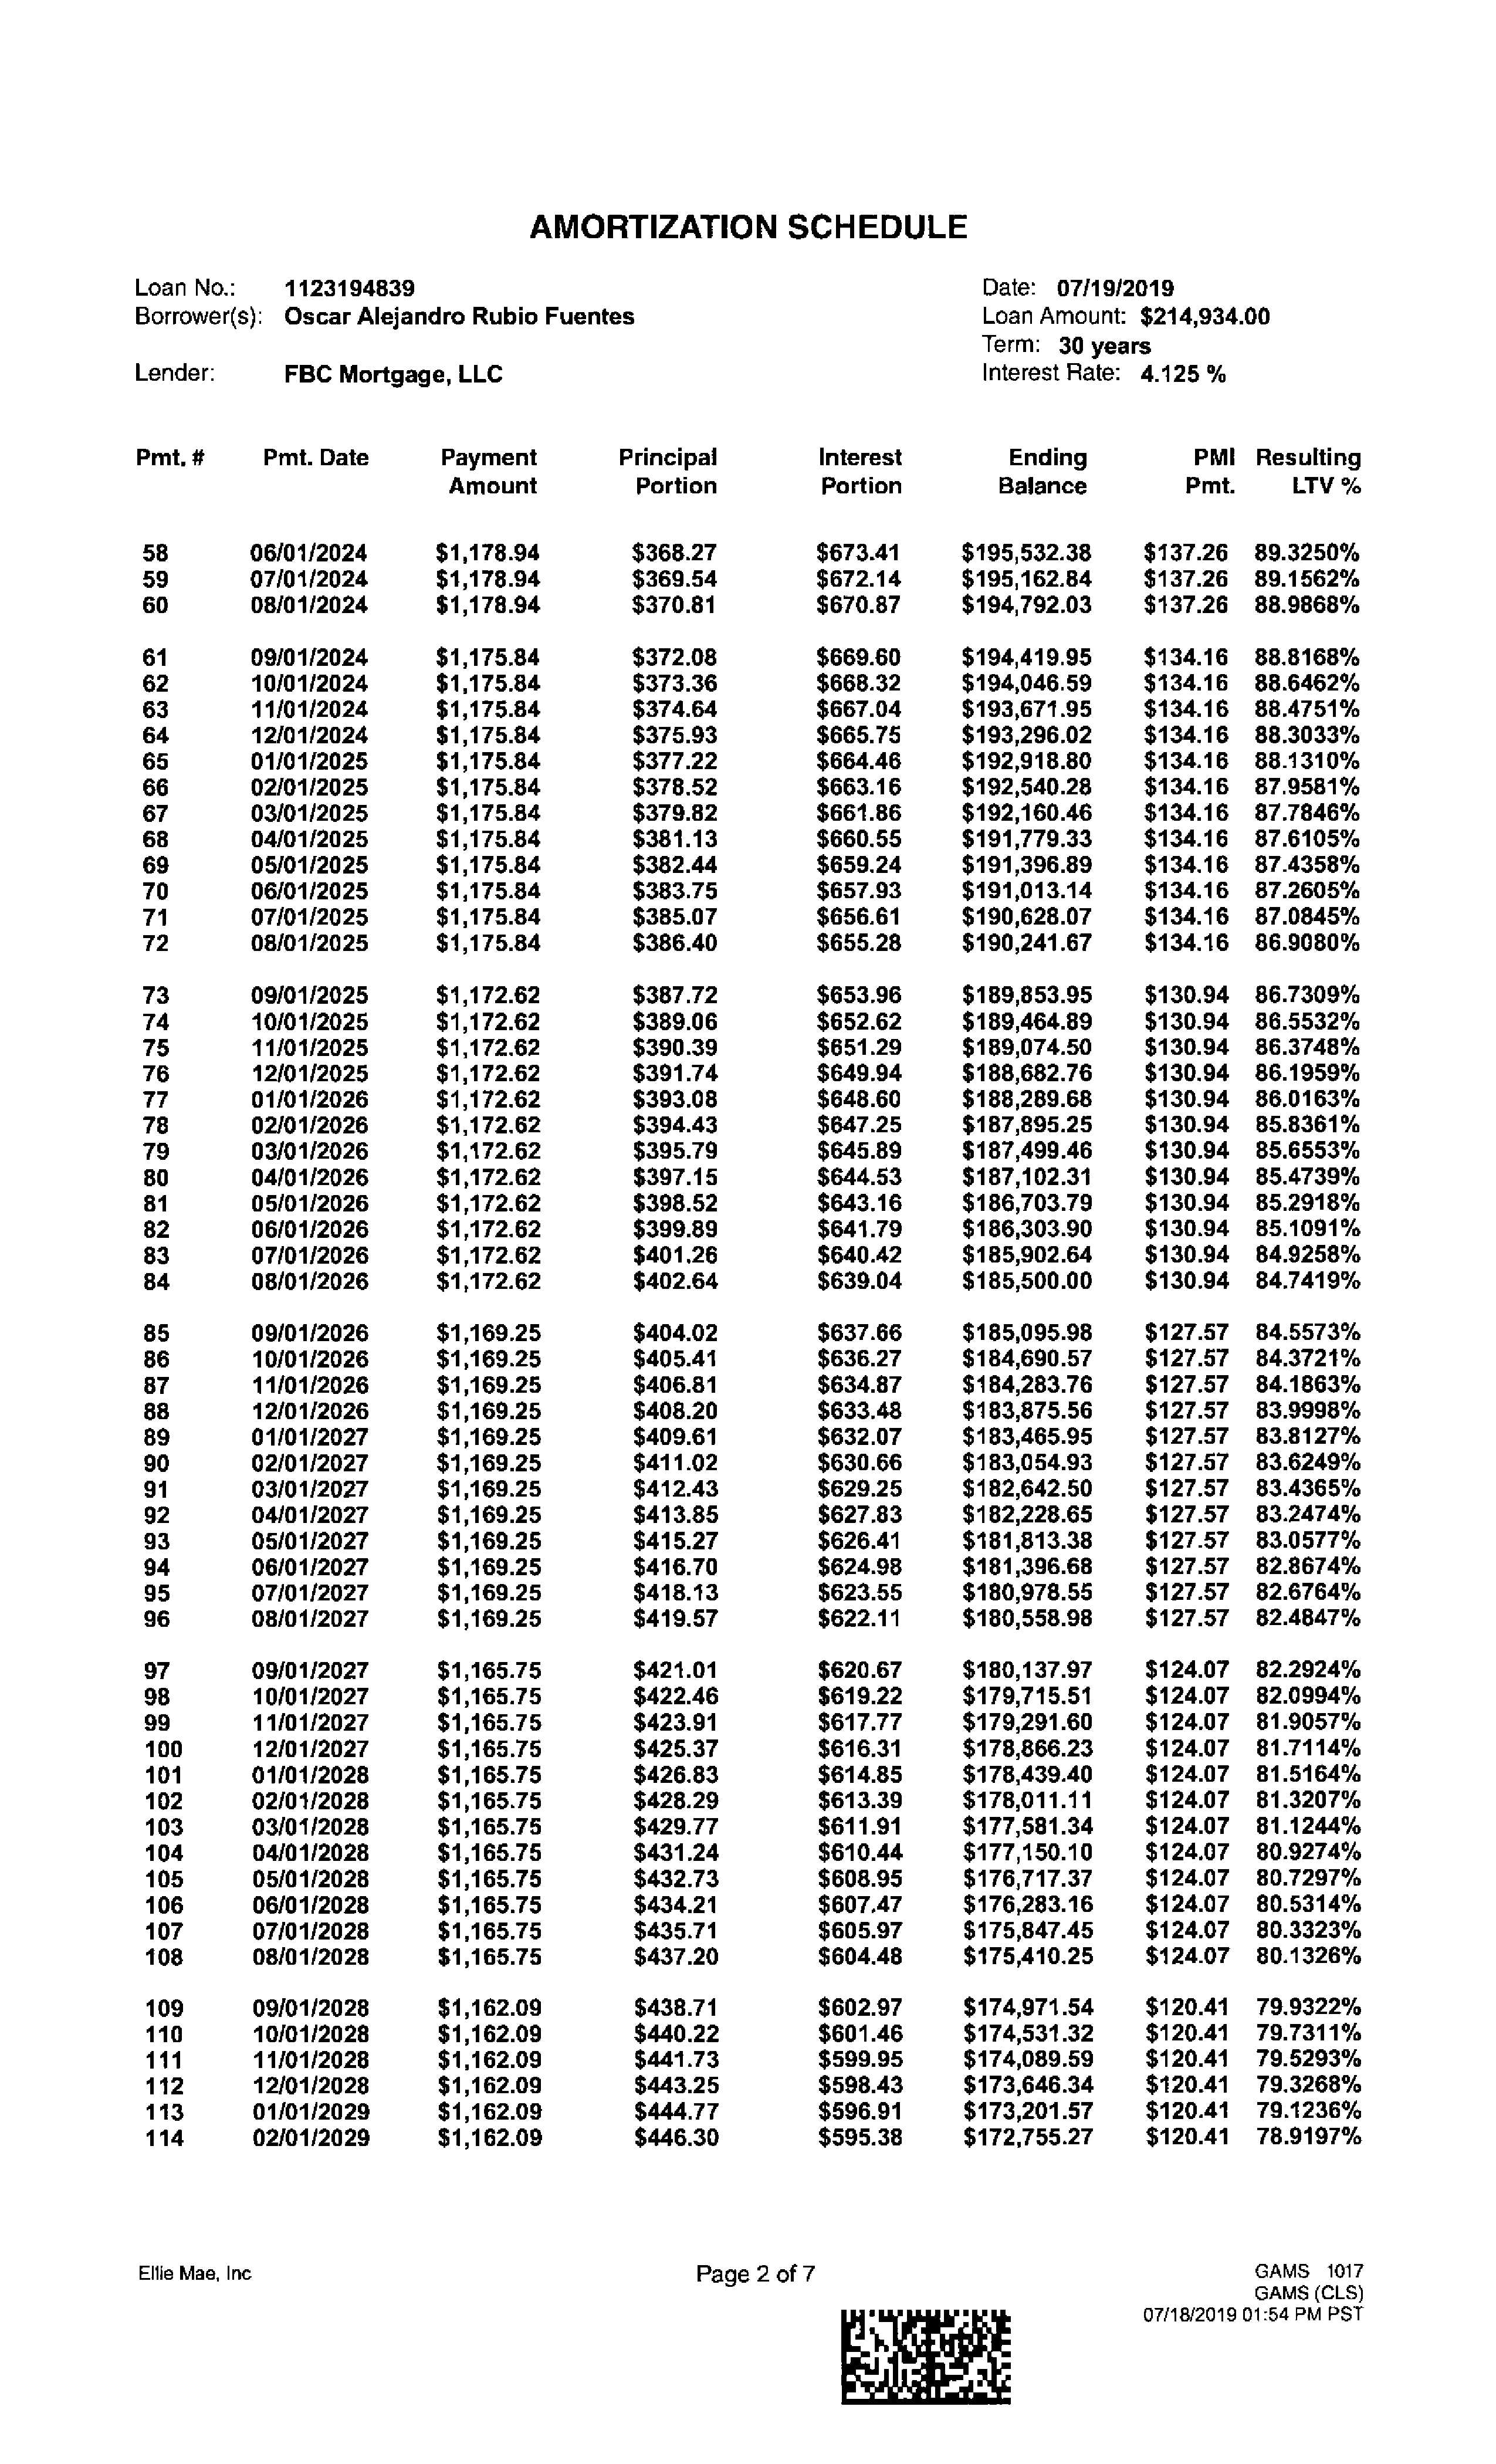 AMORTIZATION SCHEDULE
Loan No.: 1123194839 Date: 07/19/2019
Borrower(s): Oscar Alejandro Rubio Fuentes Loan Amount: $214,934.00
Term: 30 years
Lender: FBC Mortgage, LLC Interest Rate: 4.125 %
Pmt. # Pmt. Date Payment Principal Interest Ending PMI Resulting
Amount Portion Portion Balance Pmt. LTV %
58 06/01/2024 $1,178.94 $368.27 $673.41 $195,532.38 $137.26 89.3250%
59 07/01/2024 $1,178.94 $369.54 $672.14 $195,162.84 $137.26 89.1562%
60 08/01/2024 $1,178.94 $370.81 $670.87 $194,792.03 $137.26 88.9868%
61 09/01/2024 $1,175.84 $372.08 $669.60 $194,419.95 $134.16 88.8168%
62 10/01/2024 $1,175.84 $373.36 $668.32 $194,046.59 $134.16 88.6462%
63 11/01/2024 $1,175.84 $374.64 $667.04 $193,671.95 $134.16 88.4751%
64 12/01/2024 $1,175.84 $375.93 $665.75 $193,296.02 $134.16 88.3033%
65 01/01/2025 $1,175.84 $377.22 $664.46 $192,918.80 $134.16 88.1310%
66 02/01/2025 $1,175.84 $378.52 $663.16 $192,540.28 $134.16 87.9581%
67 03/01/2025 $1,175.84 $379.82 $661.86 $192,160.46 $134.16 87.7846%
68 04/01/2025 $1,175.84 $381.13 $660.55 $191,779.33 $134.16 87.6105%
69 05/01/2025 $1,175.84 $382.44 $659.24 $191,396.89 $134.16 87.4358%
70 06/01/2025 $1,175.84 $383.75 $657.93 $191,013.14 $134.16 87.2605%
71 07/01/2025 $1,175.84 $385.07 $656.61 $190,628.07 $134.16 87.0845%
72 08/01/2025 $1,175.84 $386.40 $655.28 $190,241.67 $134.16 86.9080%
73 09/01/2025 $1,172.62 $387.72 $653.96 $189,853.95 $130.94 86.7309%
74 10/01/2025 $1,172.62 $389.06 $652.62 $189,464.89 $130.94 86.5532%
75 11/01/2025 $1,172.62 $390.39 $651.29 $189,074.50 $130.94 86.3748%
76 12/01/2025 $1,172.62 $391.74 $649.94 $188,682.76 $130.94 86.1959%
77 01/01/2026 $1,172.62 $393.08 $648.60 $188,289.68 $130.94 86.0163%
78 02/01/2026 $1,172.62 $394.43 $647.25 $187,895.25 $130.94 85.8361%
79 03/01/2026 $1,172.62 $395.79 $645.89 $187,499.46 $130.94 85.6553%
80 04/01/2026 $1,172.62 $397.15 $644.53 $187,102.31 $130.94 85.4739%
81 05/01/2026 $1,172.62 $398.52 $643.16 $186,703.79 $130.94 85.2918%
82 06/01/2026 $1,172.62 $399.89 $641.79 $186,303.90 $130.94 85.1091%
83 07/01/2026 $1,172.62 $401.26 $640.42 $185,902.64 $130.94 84.9258%
84 08/01/2026 $1,172.62 $402.64 $639.04 $185,500.00 $130.94 84.7419%
85 09/01/2026 $1,169.25 $404.02 $637.66 $185,095.98 $127.57 84.5573%
86 10/01/2026 $1,169.25 $405.41 $636.27 $184,690.57 $127.57 84.3721%
87 11/01/2026 $1,169.25 $406.81 $634.87 $184,283.76 $127.57 84.1863%
88 12/01/2026 $1,169.25 $408.20 $633.48 $183,875.56 $127.57 83.9998%
89 01/01/2027 $1,169.25 $409.61 $632.07 $183,465.95 $127.57 83.8127%
90 02/01/2027 $1,169.25 $411.02 $630.66 $183,054.93 $127.57 83.6249%
91 03/01/2027 $1,169.25 $412.43 $629.25 $182,642.50 $127.57 83.4365%
92 04/01/2027 $1,169.25 $413.85 $627.83 $182,228.65 $127.57 83.2474%
93 05/01/2027 $1,169.25 $415.27 $626.41 $181,813.38 $127.57 83.0577%
94 06/01/2027 $1,169.25 $416.70 $624.98 $181,396.68 $127.57 82.8674%
95 07/01/2027 $1,169.25 $418.13 $623.55 $180,978.55 $127.57 82.6764%
96 08/01/2027 $1,169.25 $419.57 $622.11 $180,558.98 $127.57 82.4847%
97 09/01/2027 $1,165.75 $421.01 $620.67 $180,137.97 $124.07 82.2924%
98 10/01/2027 $1,165.75 $422.46 $619.22 $179,715.51 $124.07 82.0994%
99 11/01/2027 $1,165.75 $423.91 $617.77 $179,291.60 $124.07 81.9057%
100 12/01/2027 $1,165.75 $425.37 $616.31 $178,866.23 $124.07 81.7114%
101 01/01/2028 $1,165.75 $426.83 $614.85 $178,439.40 $124.07 81.5164%
102 02/01/2028 $1,165.75 $428.29 $613.39 $178,011.11 $124.07 81.3207%
103 03/01/2028 $1,165.75 $429.77 $611.91 $177,581.34 $124.07 81.1244%
104 04/01/2028 $1,165.75 $431.24 $610.44 $177,150.10 $124.07 80.9274%
105 05/01/2028 $1,165.75 $432.73 $608.95 $176,717.37 $124.07 80.7297%
106 06/01/2028 $1,165.75 $434.21 $607.47 $176,283.16 $124.07 80.5314%
107 07/01/2028 $1,165.75 $435.71 $605.97 $175,847.45 $124.07 80.3323%
108 08/01/2028 $1,165.75 $437.20 $604.48 $175,410.25 $124.07 80.1326%
109 09/01/2028 $1,162.09 $438.71 $602.97 $174,971.54 $120.41 79.9322%
110 10/01/2028 $1,162.09 $440.22 $601.46 $174,531.32 $120.41 79.7311%
111 11/01/2028 $1,162.09 $441.73 $599.95 $174,089.59 $120.41 79.5293%
112 12/01/2028 $1,162.09 $443.25 $598.43 $173,646.34 $120.41 79.3268%
113 01/01/2029 $1,162.09 $444.77 $596.91 $173,201.57 $120.41 79.1236%
114 02/01/2029 $1,162.09 $446.30 $595.38 $172,755.27 $120.41 78.9197%
Ellie Mae, Inc Page 2 of 7 GAMS 1017
GAMS (CLS)
07/18/2019 01:54 PM PST